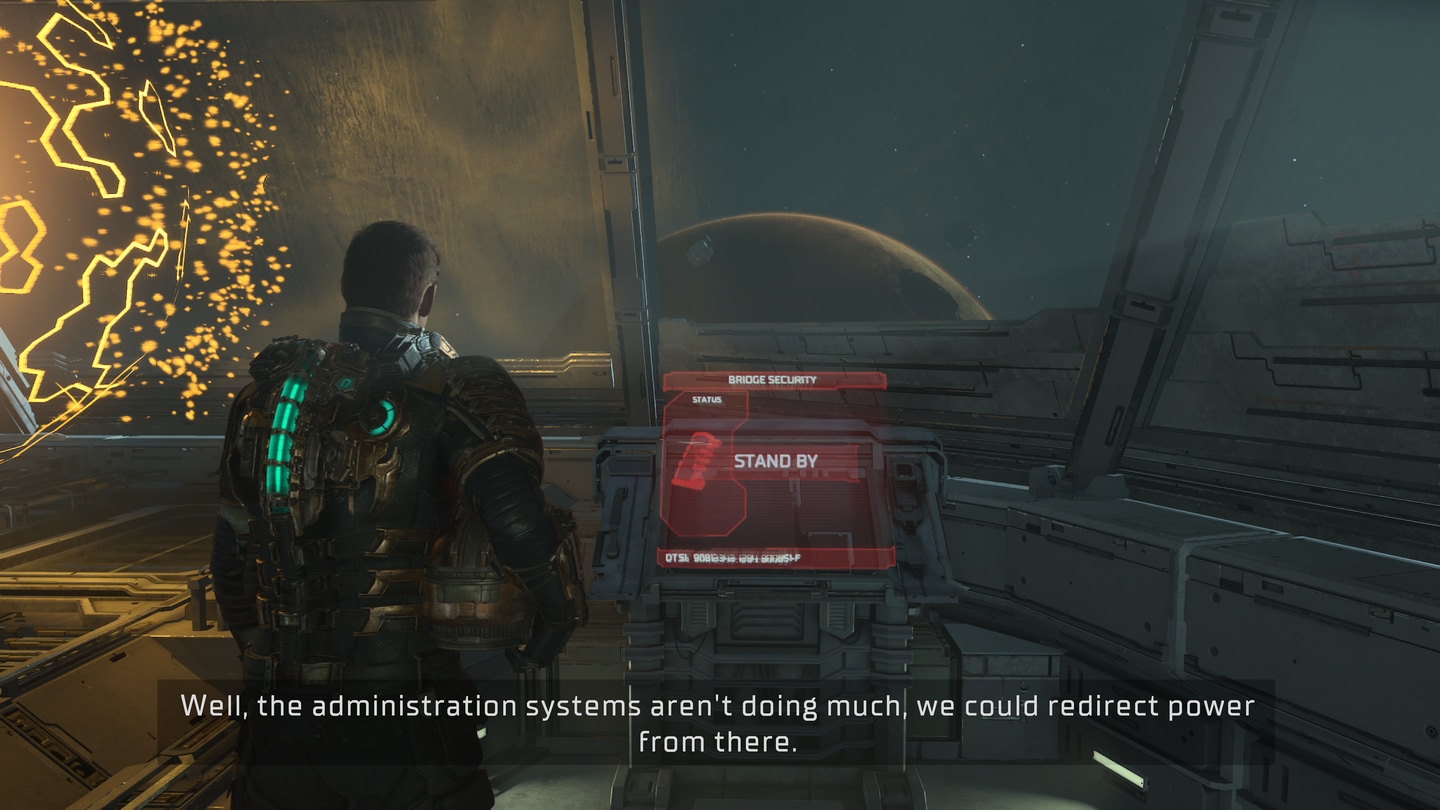 BRIDGE SECURITY
STATUS
STAND BY
Well, the administration systems aren't doing much, we could redirect power
from there.